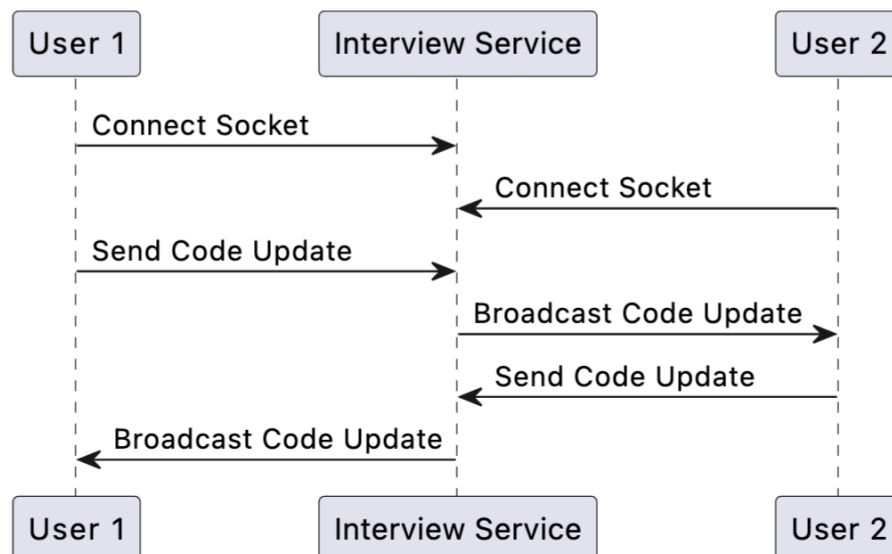 User 1
Interview Service
User 2
Connect Socket
Connect Socket
Send Code Update
Broadcast Code Update
Send Code Update
Broadcast Code Update
User 1
Interview Service
User 2